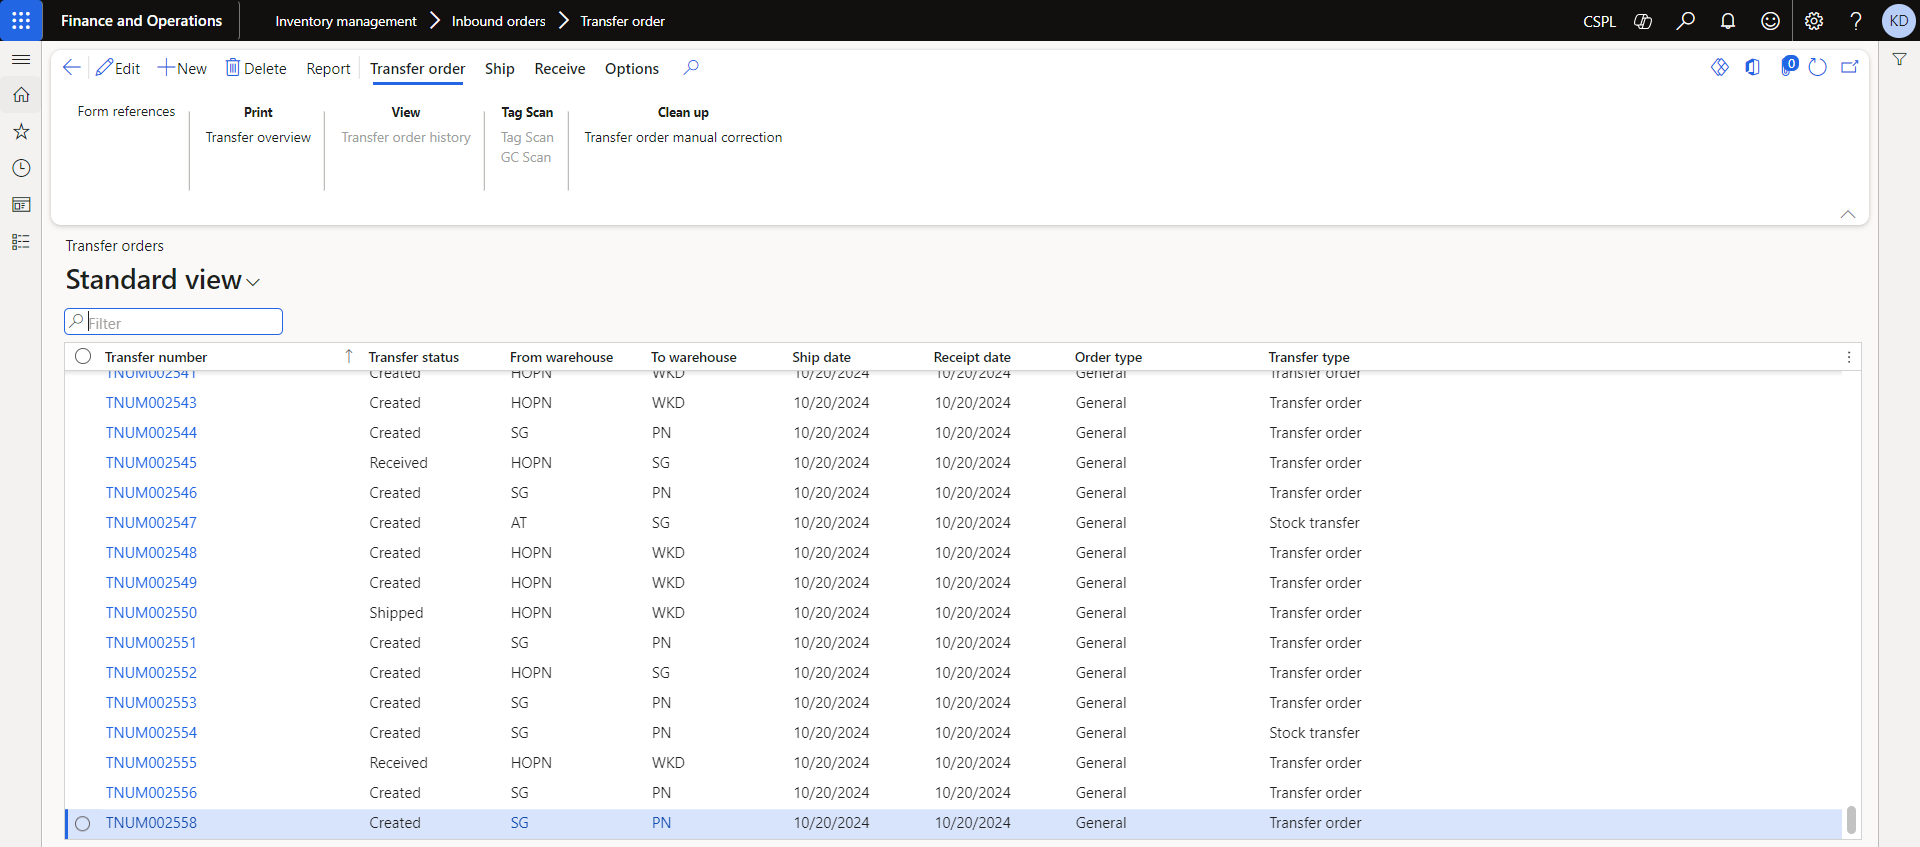 Finance and Operations Inventory management Inbound orders Transfer order CSPL KD
Edit New Delete Report Transfer order Ship Receive Options 0
Form references Print View Tag Scan Clean up
Transfer overview Transfer order history Tag Scan Transfer order manual correction
GC Scan
Transfer orders
Standard view
Filter
Transfer number Transfer status From warehouse To warehouse Ship date Receipt date Order type Transfer type
TNUM002541 Created HOPN WKD 10/20/2024 10/20/2024 General Transfer order
TNUM002543 Created HOPN WKD 10/20/2024 10/20/2024 General Transfer order
TNUM002544 Created SG PN 10/20/2024 10/20/2024 General Transfer order
TNUM002545 Received HOPN SG 10/20/2024 10/20/2024 General Transfer order
TNUM002546 Created SG PN 10/20/2024 10/20/2024 General Transfer order
TNUM002547 Created AT SG 10/20/2024 10/20/2024 General Stock transfer
TNUM002548 Created HOPN WKD 10/20/2024 10/20/2024 General Transfer order
TNUM002549 Created HOPN WKD 10/20/2024 10/20/2024 General Transfer order
TNUM002550 Shipped HOPN WKD 10/20/2024 10/20/2024 General Transfer order
TNUM002551 Created SG PN 10/20/2024 10/20/2024 General Transfer order
TNUM002552 Created HOPN SG 10/20/2024 10/20/2024 General Transfer order
TNUM002553 Created SG PN 10/20/2024 10/20/2024 General Transfer order
TNUM002554 Created SG PN 10/20/2024 10/20/2024 General Stock transfer
TNUM002555 Received HOPN WKD 10/20/2024 10/20/2024 General Transfer order
TNUM002556 Created SG PN 10/20/2024 10/20/2024 General Transfer order
TNUM002558 Created SG PN 10/20/2024 10/20/2024 General Transfer order